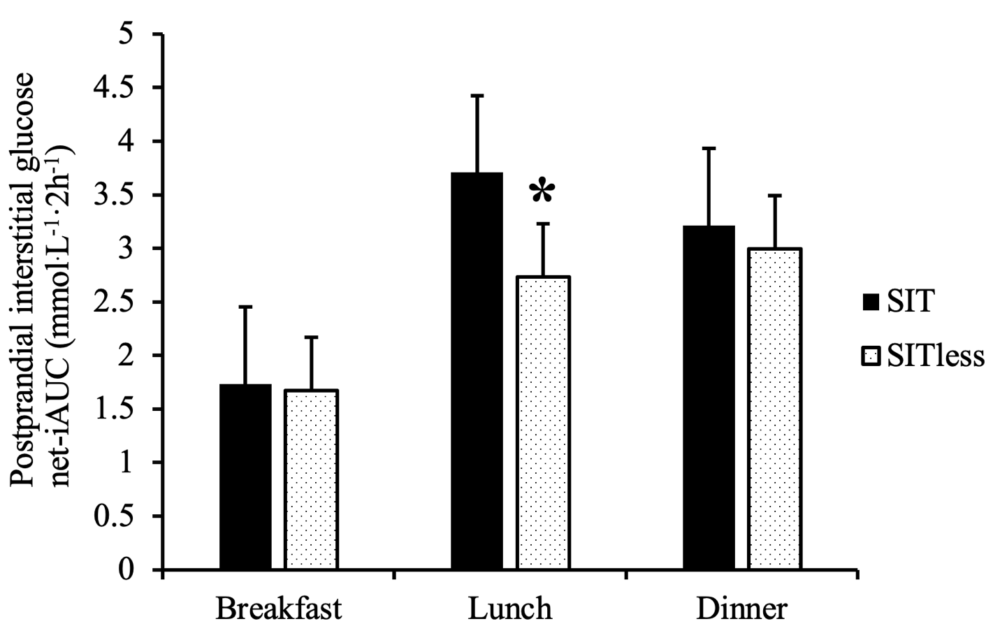 Postprandial interstitial glucose
net-iAUC (mmol·L⁻¹·2h⁻¹)
5
4.5
4
3.5
3
2.5
2
1.5
1
0.5
0
*
Breakfast Lunch Dinner
SIT
SITless